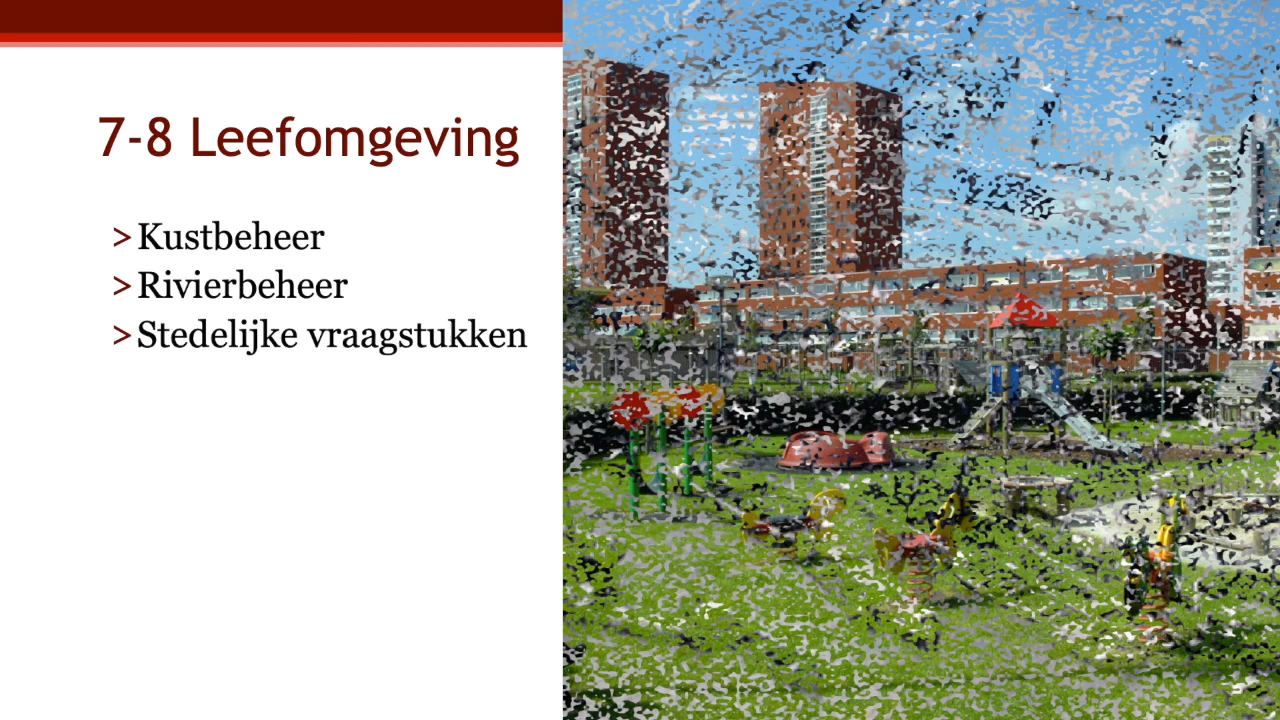 7-8 Leefomgeving
> Kustbeheer
> Rivierbeheer
> Stedelijke vraagstukken